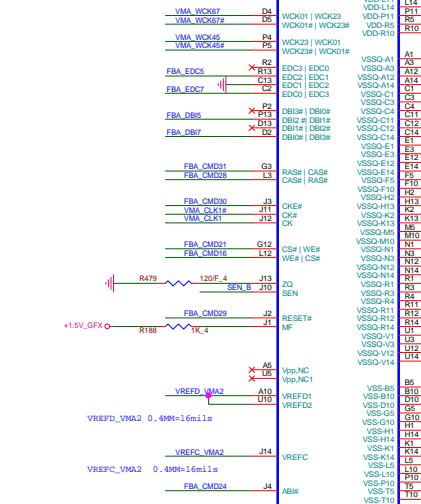 VMA_WCK67 D4 WCK01 | WCK23
VMA_WCK67# D5 WCK01# | WCK23#
VMA_WCK45 P4 WCK23 | WCK01
VMA_WCK45# P5 WCK23# | WCK01#
R2 EDC3 | EDC0
FBA_EDC5 R13 EDC2 | EDC1
C13 EDC1 | EDC2
FBA_EDC7 C2 EDC0 | EDC3
P2 DBI3# | DBI0#
FBA_DBI5 P13 DBI2 #| DBI1#
D13 DBI1# | DBI2#
FBA_DBI7 D2 DBI0# | DBI3#
FBA_CMD31 G3 RAS# | CAS#
FBA_CMD28 L3 CAS# | RAS#
FBA_CMD30 J3 CKE#
VMA_CLK1# J11 CK#
VMA_CLK1 J12 CK
FBA_CMD21 G12 CS# | WE#
FBA_CMD16 L12 WE# | CS#
R479 120/F_4 J13 ZQ
SEN_B J10 SEN
FBA_CMD29 J2 RESET#
+1.5V_GFX R188 1K_4 J1 MF
A5 Vpp,NC
U5 Vpp,NC1
VREFD_VMA2 A10 VREFD1
U10 VREFD2
VREFD_VMA2 0.4MM=16mils
VREFC_VMA2 J14 VREFC
VREFC_VMA2 0.4MM=16mils
FBA_CMD24 J4 ABI#
VDD-L14 L14
VDD-P11 P11
VDD-R5 R5
VDD-R10 R10
VSSQ-A1 A1
VSSQ-A3 A3
VSSQ-A12 A12
VSSQ-A14 A14
VSSQ-C1 C1
VSSQ-C3 C3
VSSQ-C4 C4
VSSQ-C11 C11
VSSQ-C12 C12
VSSQ-C14 C14
VSSQ-E1 E1
VSSQ-E3 E3
VSSQ-E12 E12
VSSQ-E14 E14
VSSQ-F5 F5
VSSQ-F10 F10
VSSQ-H2 H2
VSSQ-H13 H13
VSSQ-K2 K2
VSSQ-K13 K13
VSSQ-M5 M5
VSSQ-M10 M10
VSSQ-N1 N1
VSSQ-N3 N3
VSSQ-N12 N12
VSSQ-N14 N14
VSSQ-R1 R1
VSSQ-R3 R3
VSSQ-R4 R4
VSSQ-R11 R11
VSSQ-R12 R12
VSSQ-R14 R14
VSSQ-V1 U1
VSSQ-V3 U3
VSSQ-V12 U12
VSSQ-V14 U14
VSS-B5 B5
VSS-B10 B10
VSS-D10 D10
VSS-G5 G5
VSS-G10 G10
VSS-H1 H1
VSS-H14 H14
VSS-K1 K1
VSS-K14 K14
VSS-L5 L5
VSS-L10 L10
VSS-P10 P10
VSS-T5 T5
VSS-T10 T10